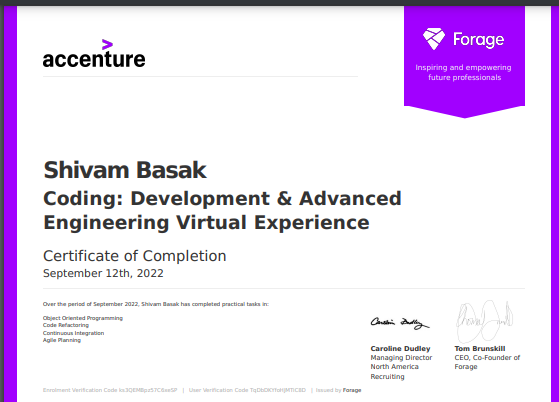 accenture
Forage
Inspiring and empowering
future professionals
Shivam Basak
Coding: Development & Advanced
Engineering Virtual Experience
Certificate of Completion
September 12th, 2022
Over the period of September 2022, Shivam Basak has completed practical tasks in:
Object Oriented Programming
Code Refactoring
Continuous Integration
Agile Planning
Caroline Dudley
Caroline Dudley
Managing Director
North America
Recruiting
Tom Brunskill
CEO, Co-Founder of
Forage
Enrolment Verification Code | User Verification Code | Issued by Forage